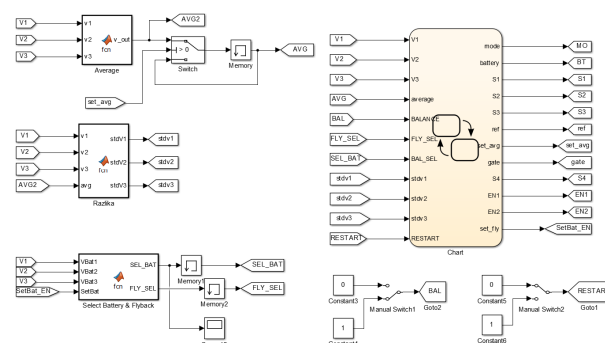 V1
v1
V2
v2
V3
v3
fcn
v_out
Average
AVG2
> 0
Switch
Memory
AVG
set_avg
V1
v1
V2
v2
V3
v3
AVG2
avg
fcn
stdv1
stdv1
stdV2
stdv2
stdV3
stdv3
Razlika
V1
VBat1
V2
VBat2
V3
VBat3
SetBat_EN
SetBat
fcn
SEL_BAT
FLY_SEL
Select Battery & Flyback
Memory1
SEL_BAT
Memory2
FLY_SEL
V1
V1
V2
V2
V3
V3
AVG
average
BAL
BALANCE
FLY_SEL
FLY_SEL
SEL_BAT
BAL_SEL
stdv1
stdv1
stdv2
stdv2
stdv3
stdv3
RESTART
RESTART
mode
MO
battery
BT
S1
S1
S2
S2
S3
S3
ref
ref
set_avg
set_avg
gate
gate
S4
S4
EN1
EN1
EN2
EN2
set_fly
SetBat_EN
Chart
0
Constant3
1
Manual Switch1
BAL
Goto2
0
Constant5
1
Constant6
Manual Switch2
RESTAR
Goto1